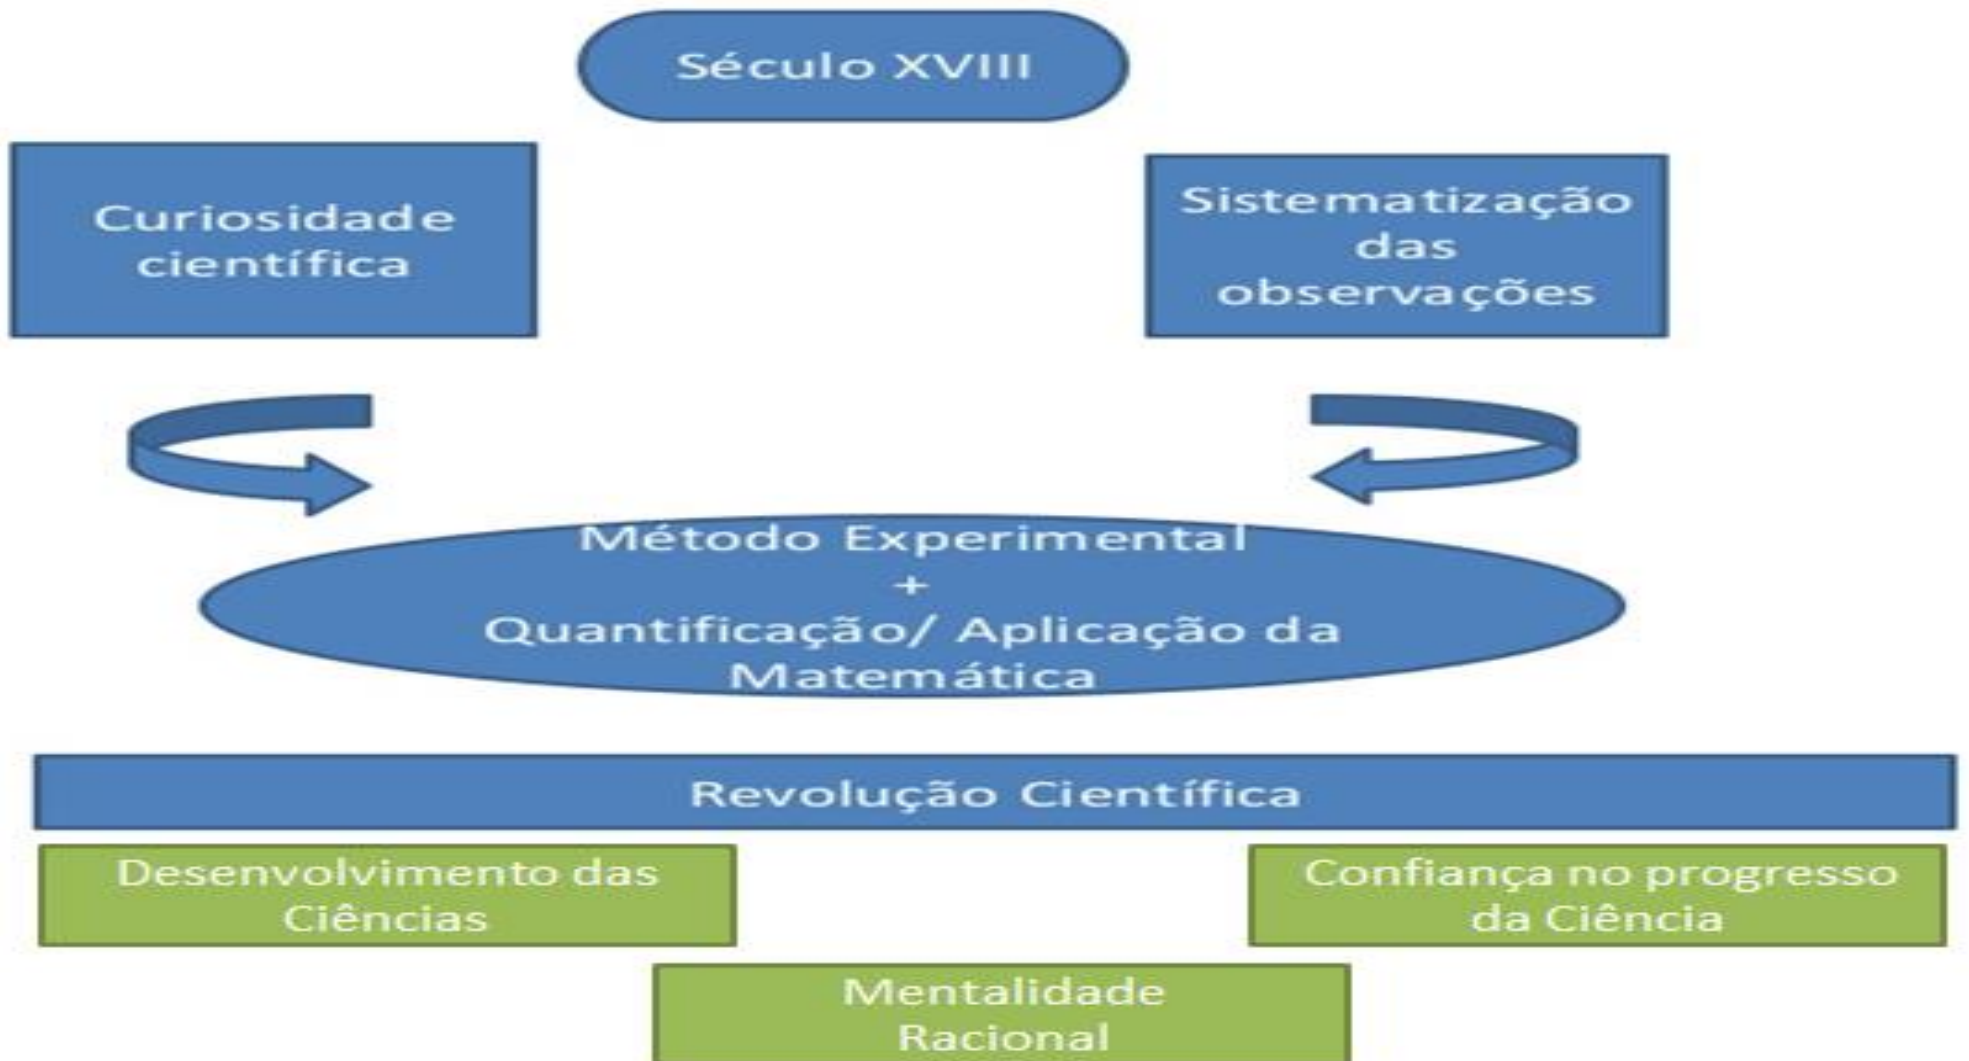 Século XVIII
Curiosidade
científica
Sistematização
das
observações
Método Experimental
+
Quantificação/ Aplicação da
Matemática
Revolução Científica
Desenvolvimento das
Ciências
Confiança no progresso
da Ciência
Mentalidade
Racional